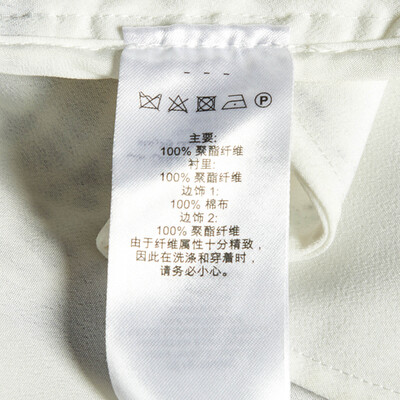 - - -
P
主要:
100% 聚酯纤维
衬里:
100% 聚酯纤维
边饰 1:
100% 棉布
边饰 2:
100% 聚酯纤维
由于纤维属性十分精致,
因此在洗涤和穿着时,
请务必小心。